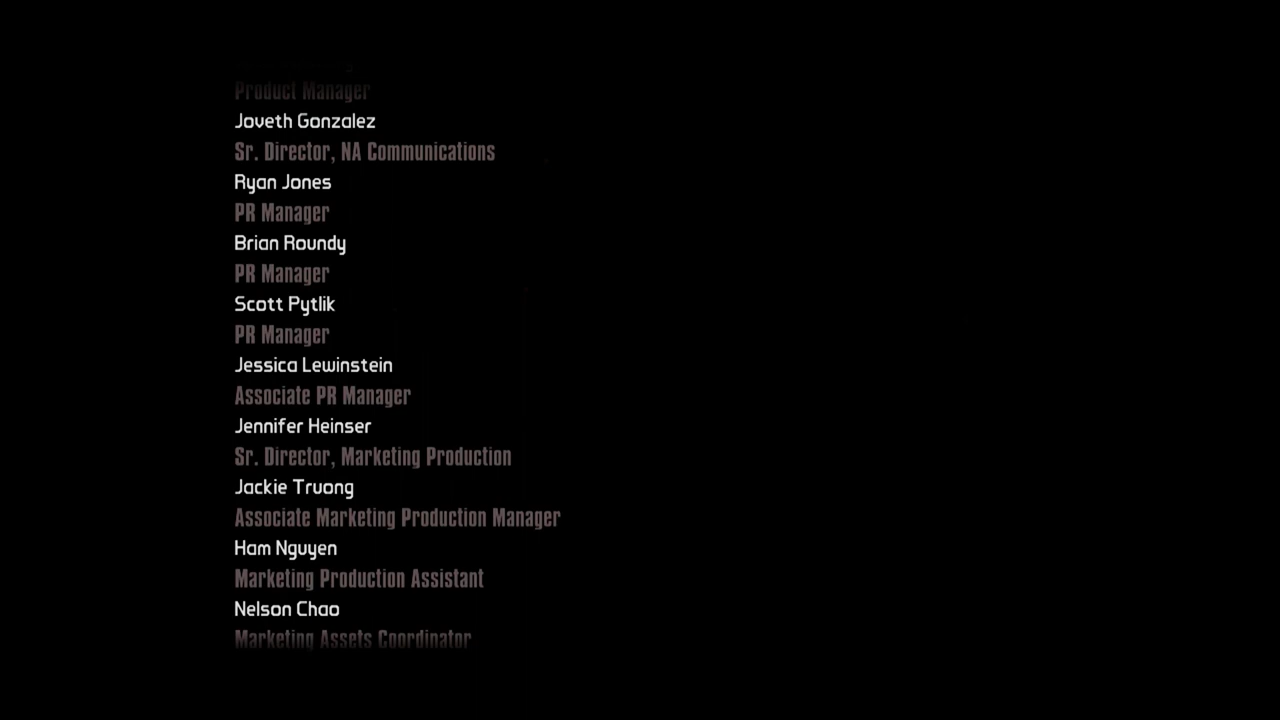 Product Manager
Joveth Gonzalez
Sr. Director, NA Communications
Ryan Jones
PR Manager
Brian Roundy
PR Manager
Scott Pytlik
PR Manager
Jessica Lewinstein
Associate PR Manager
Jennifer Heinser
Sr. Director, Marketing Production
Jackie Truong
Associate Marketing Production Manager
Ham Nguyen
Marketing Production Assistant
Nelson Chao
Marketing Assets Coordinator